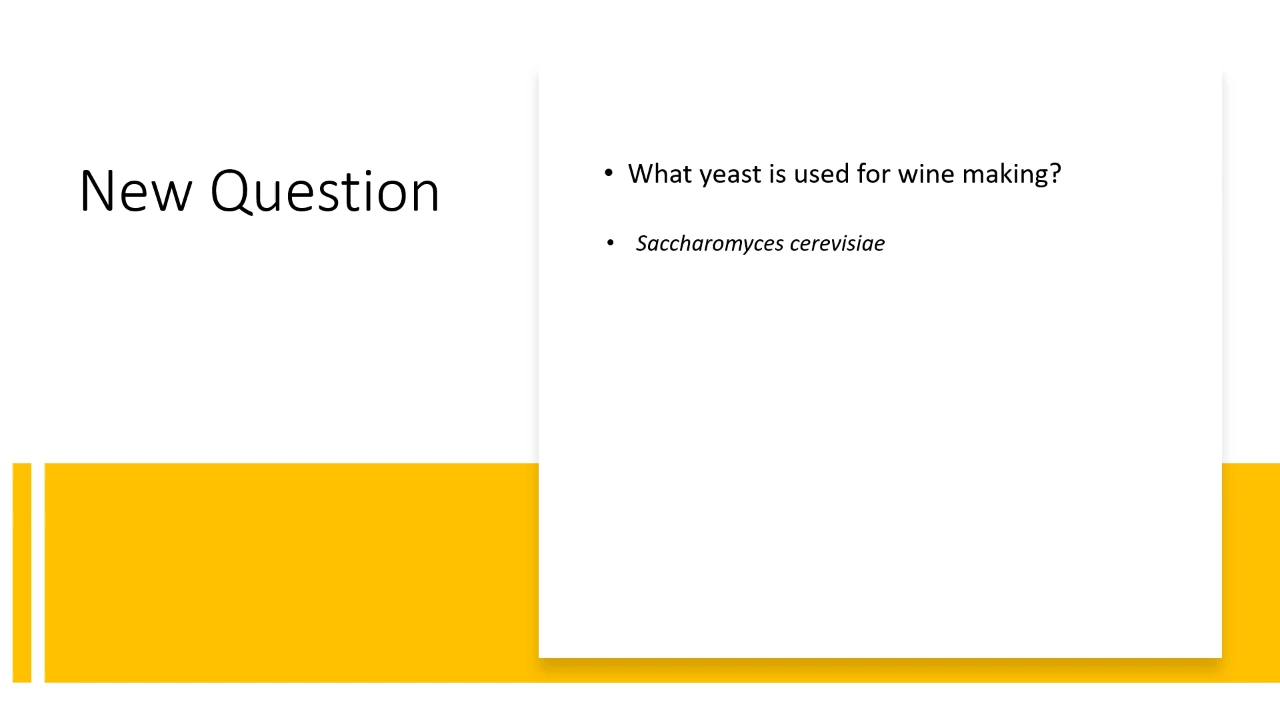 New Question
• What yeast is used for wine making?
• Saccharomyces cerevisiae